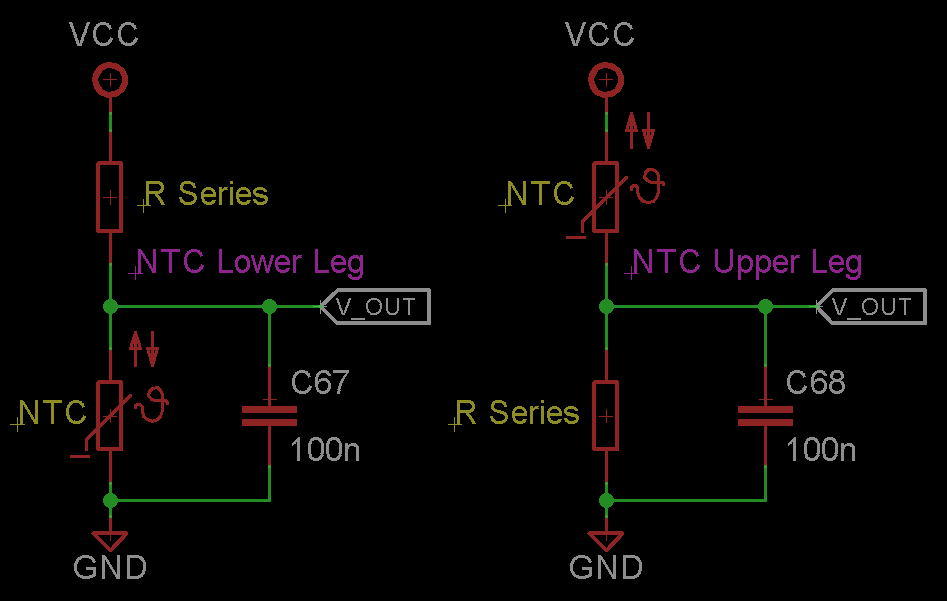 VCC
R Series
NTC Lower Leg
V_OUT
NTC
ϑ
C67
100n
GND
VCC
NTC
ϑ
NTC Upper Leg
V_OUT
R Series
C68
100n
GND